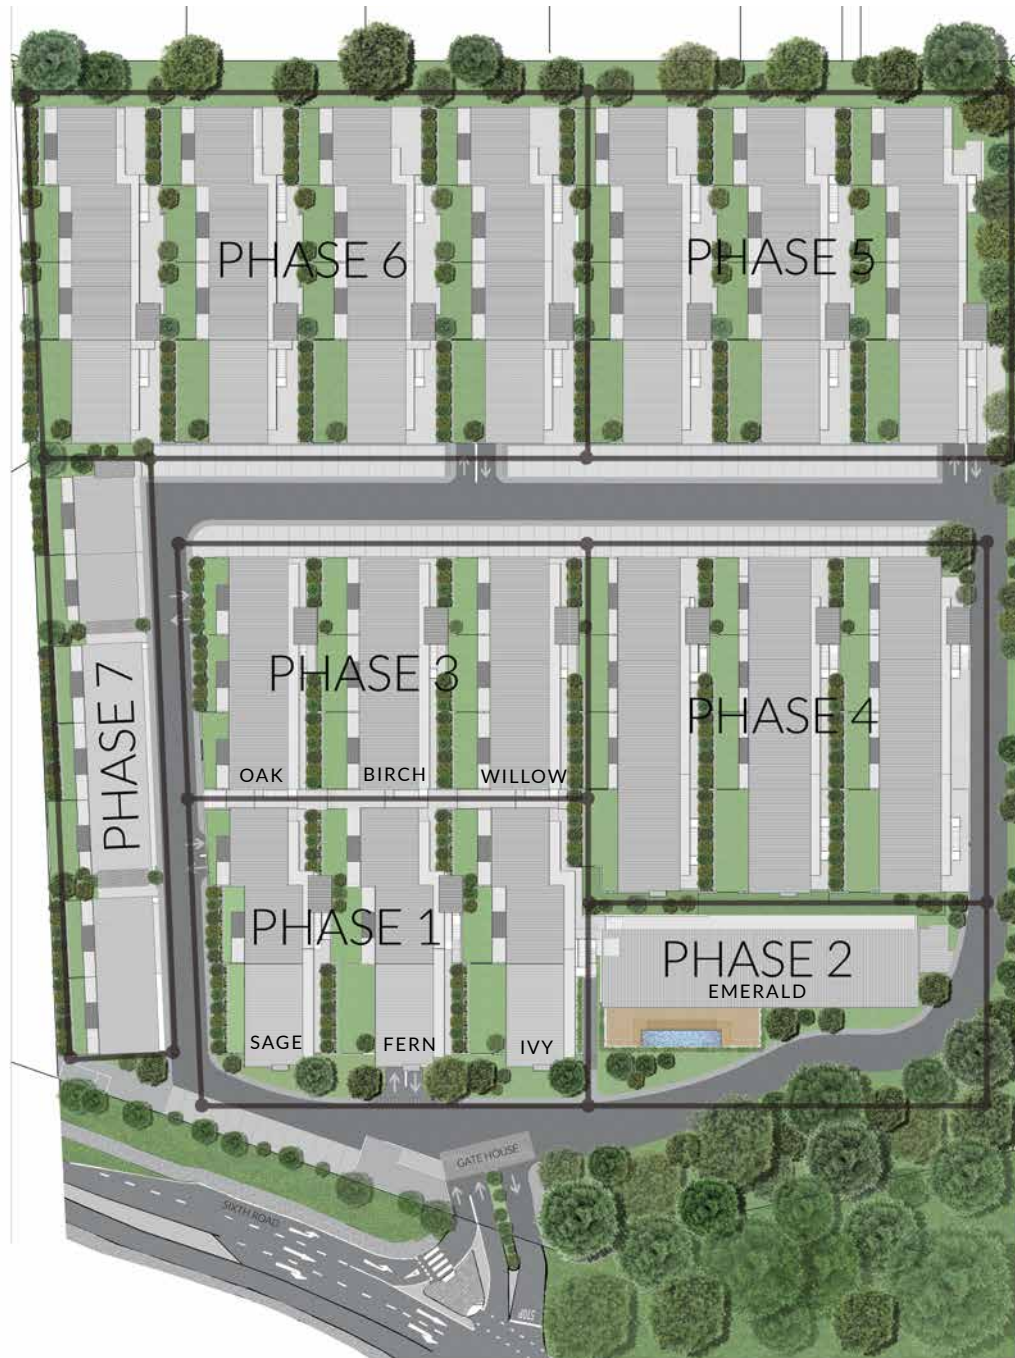 PHASE 6
PHASE 5
PHASE 3
PHASE 4
PHASE 7
OAK
BIRCH
WILLOW
PHASE 1
PHASE 2
EMERALD
SAGE
FERN
IVY
GATE HOUSE
SIXTH ROAD
STOP